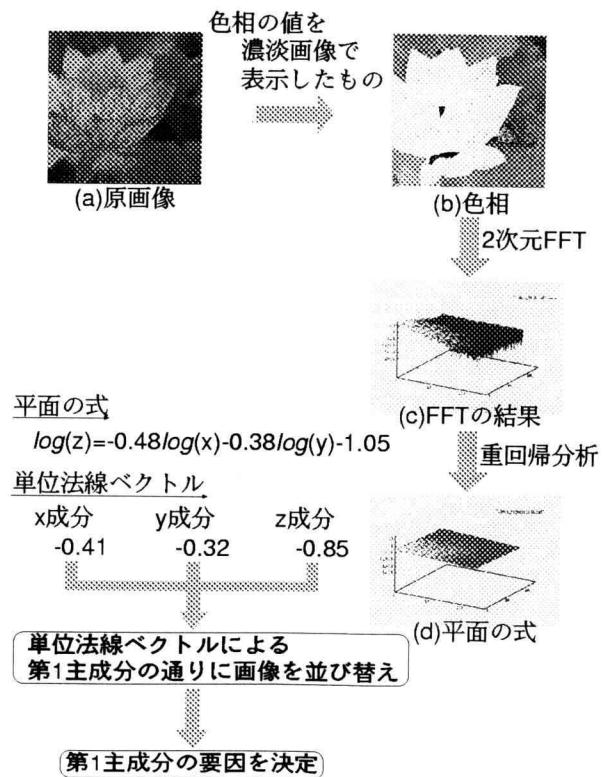 色相の値を
濃淡画像で
表示したもの
(a)原画像
(b)色相
2次元FFT
(c)FFTの結果
重回帰分析
(d)平面の式
平面の式
log(z)=-0.48log(x)-0.38log(y)-1.05
単位法線ベクトル
x成分 y成分 z成分
-0.41 -0.32 -0.85
単位法線ベクトルによる
第1主成分の通りに画像を並び替え
第1主成分の要因を決定